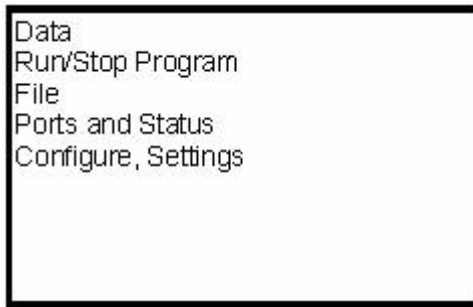 Data
Run/Stop Program
File
Ports and Status
Configure, Settings